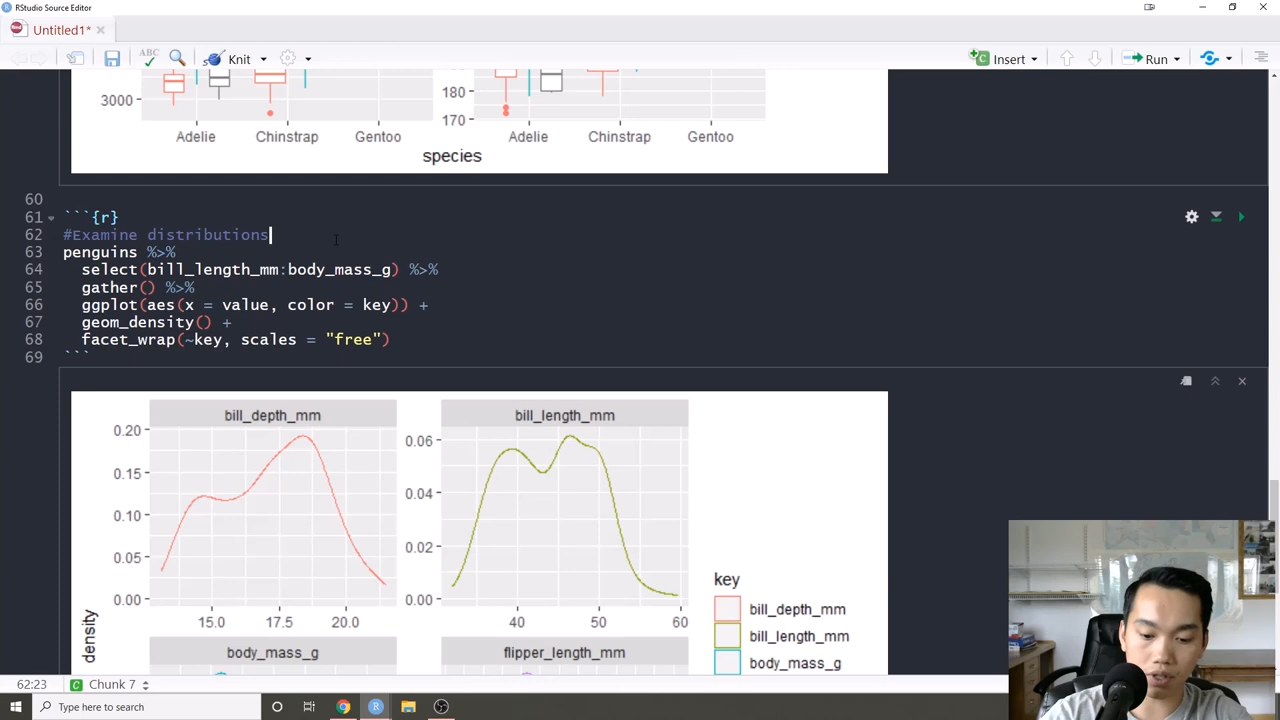 RStudio Source Editor
Untitled1*
ABC
Knit
Insert
Run
3000
180
170
Adelie
Chinstrap
Gentoo
Adelie
Chinstrap
Gentoo
species
60
61 ```{r}
62 #Examine distributions
63 penguins %>%
64 select(bill_length_mm:body_mass_g) %>%
65 gather() %>%
66 ggplot(aes(x = value, color = key)) +
67 geom_density() +
68 facet_wrap(~key, scales = "free")
69 ```
bill_depth_mm
bill_length_mm
0.20
0.15
0.10
0.05
0.00
0.06
0.04
0.02
0.00
15.0 17.5 20.0
40 50 60
density
body_mass_g
flipper_length_mm
key
bill_depth_mm
bill_length_mm
body_mass_g
62:23
C Chunk 7
Type here to search
R